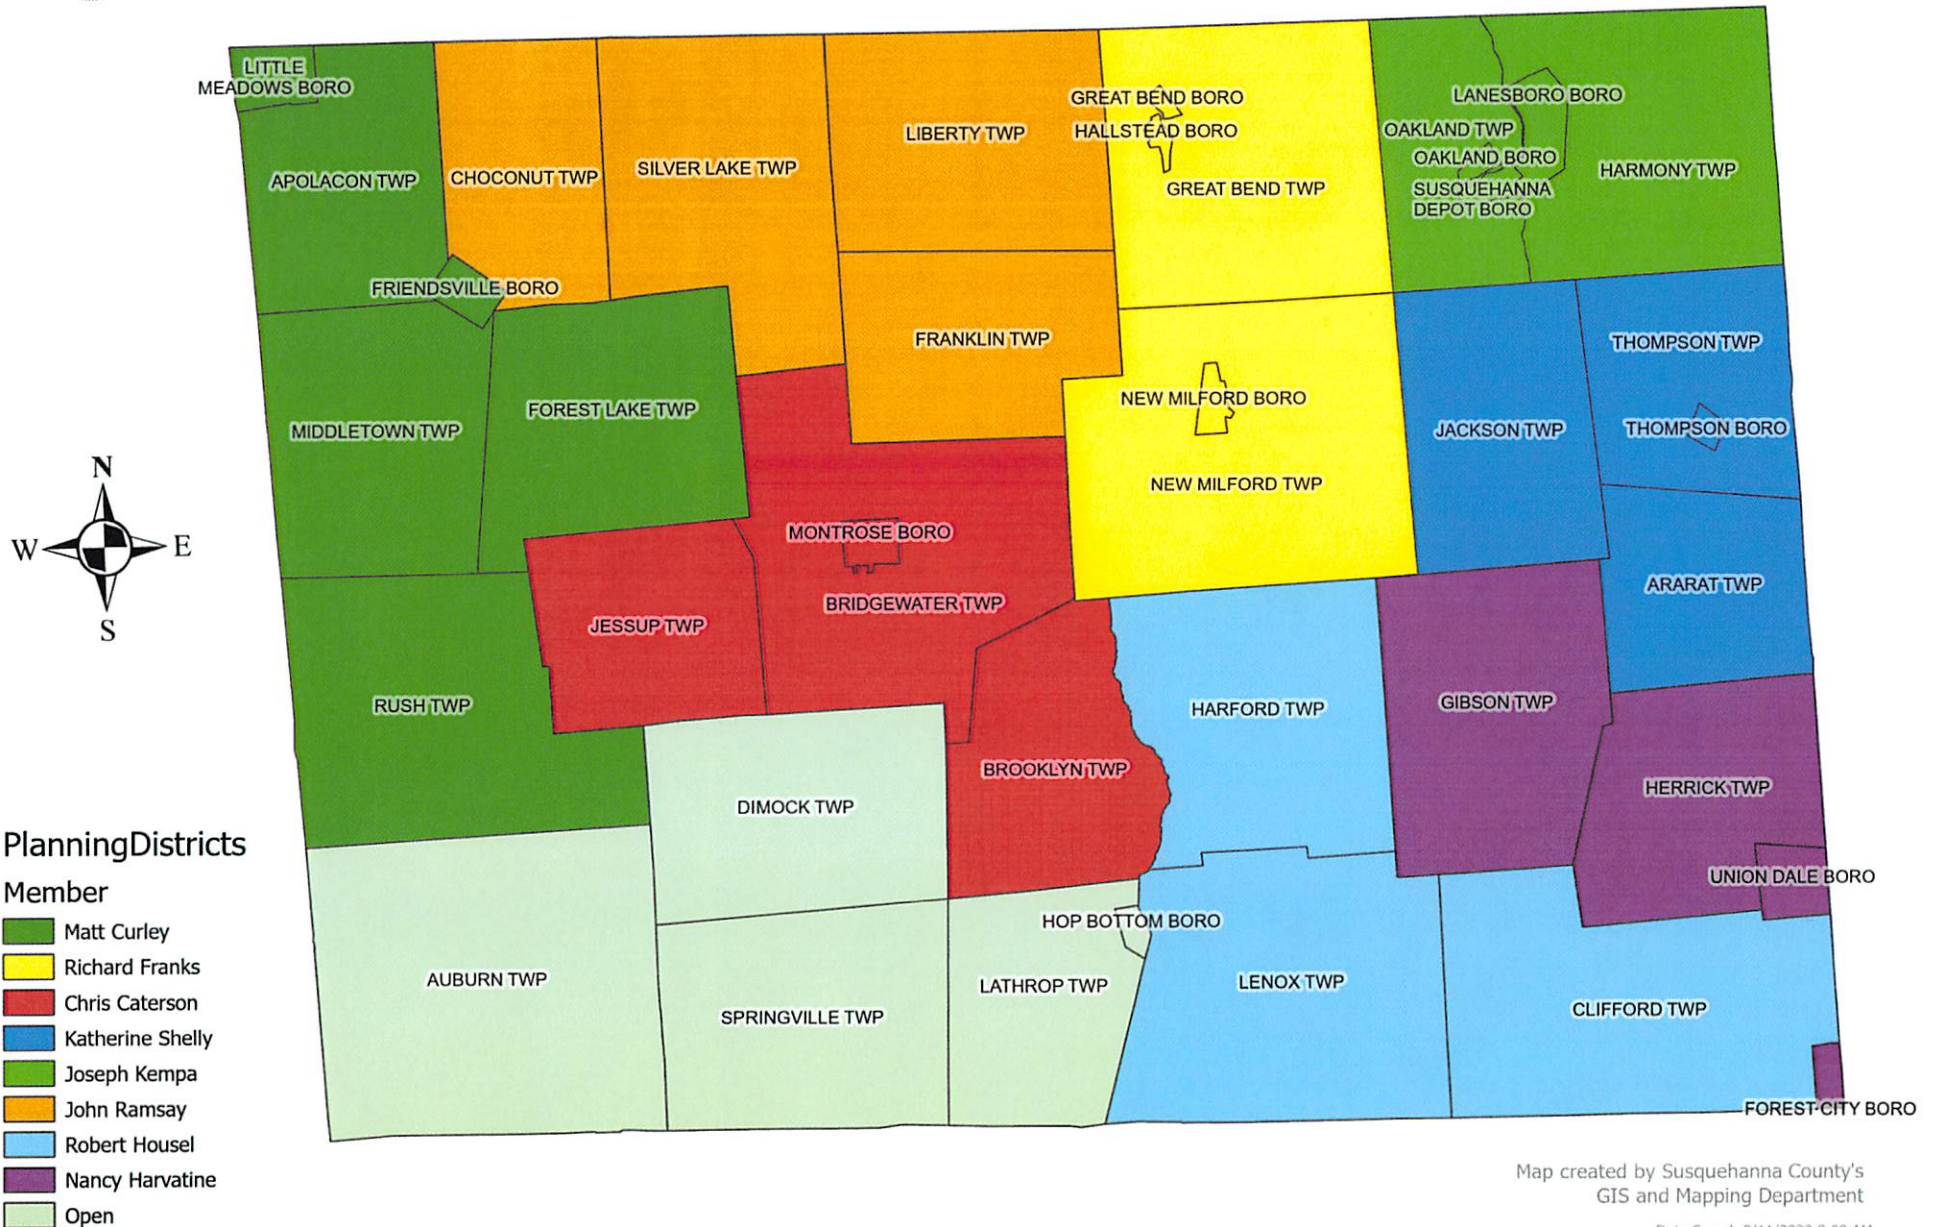 LITTLE
MEADOWS BORO
APOLACON TWP
CHOCONUT TWP
SILVER LAKE TWP
LIBERTY TWP
GREAT BEND BORO
HALLSTEAD BORO
GREAT BEND TWP
LANESBORO BORO
OAKLAND TWP
OAKLAND BORO
SUSQUEHANNA
DEPOT BORO
HARMONY TWP
FRIENDSVILLE BORO
FRANKLIN TWP
THOMPSON TWP
MIDDLETOWN TWP
FOREST LAKE TWP
NEW MILFORD BORO
JACKSON TWP
THOMPSON BORO
NEW MILFORD TWP
N
W
E
S
MONTROSE BORO
BRIDGEWATER TWP
JESSUP TWP
ARARAT TWP
RUSH TWP
HARFORD TWP
GIBSON TWP
BROOKLYN TWP
DIMOCK TWP
HERRICK TWP
UNION DALE BORO
HOP BOTTOM BORO
AUBURN TWP
SPRINGVILLE TWP
LATHROP TWP
LENOX TWP
CLIFFORD TWP
FOREST CITY BORO
PlanningDistricts
Member
Matt Curley
Richard Franks
Chris Caterson
Katherine Shelly
Joseph Kempa
John Ramsay
Robert Housel
Nancy Harvatine
Open
Map created by Susquehanna County's
GIS and Mapping Department